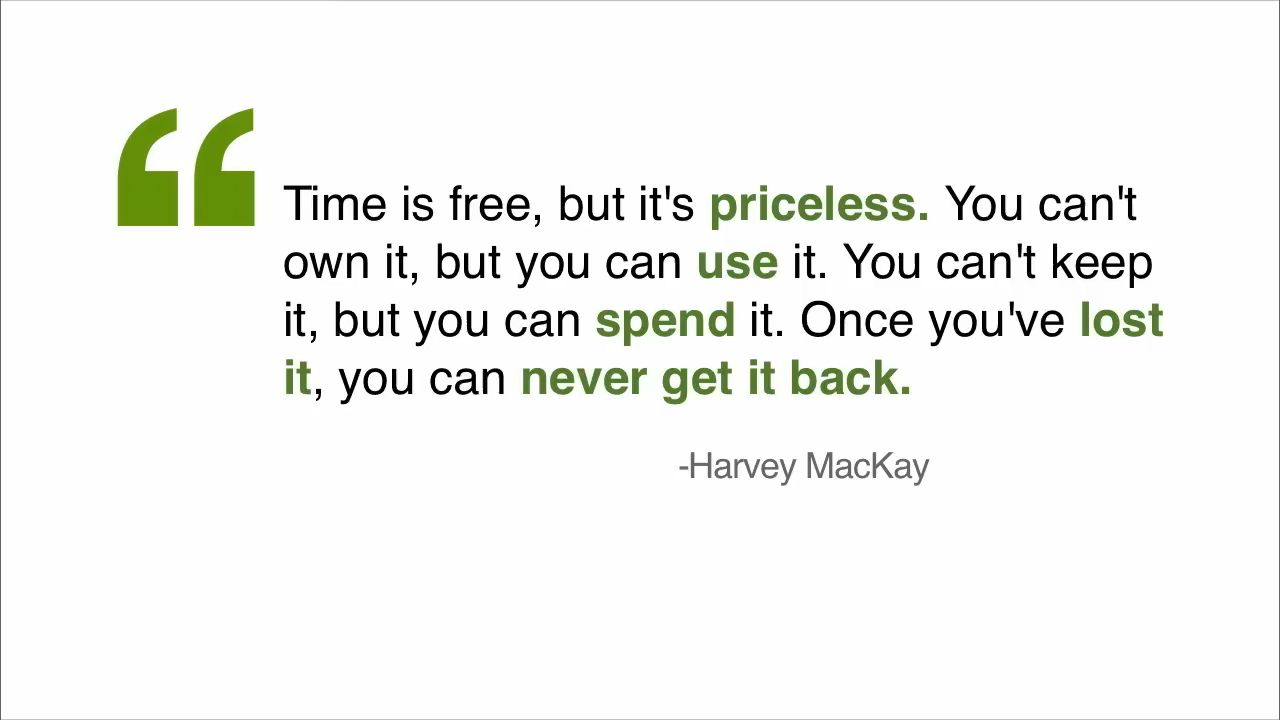 Time is free, but it's priceless. You can't
own it, but you can use it. You can't keep
it, but you can spend it. Once you've lost
it, you can never get it back.
-Harvey MacKay